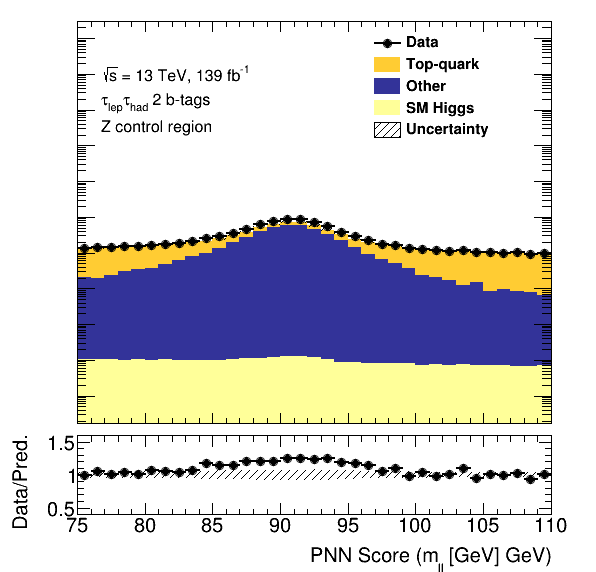 Data
Top-quark
Other
SM Higgs
Uncertainty
√s = 13 TeV, 139 fb⁻¹
τlepτhad 2 b-tags
Z control region
Data/Pred.
1.5
1
0.5
75 80 85 90 95 100 105 110
PNN Score (mll [GeV] GeV)